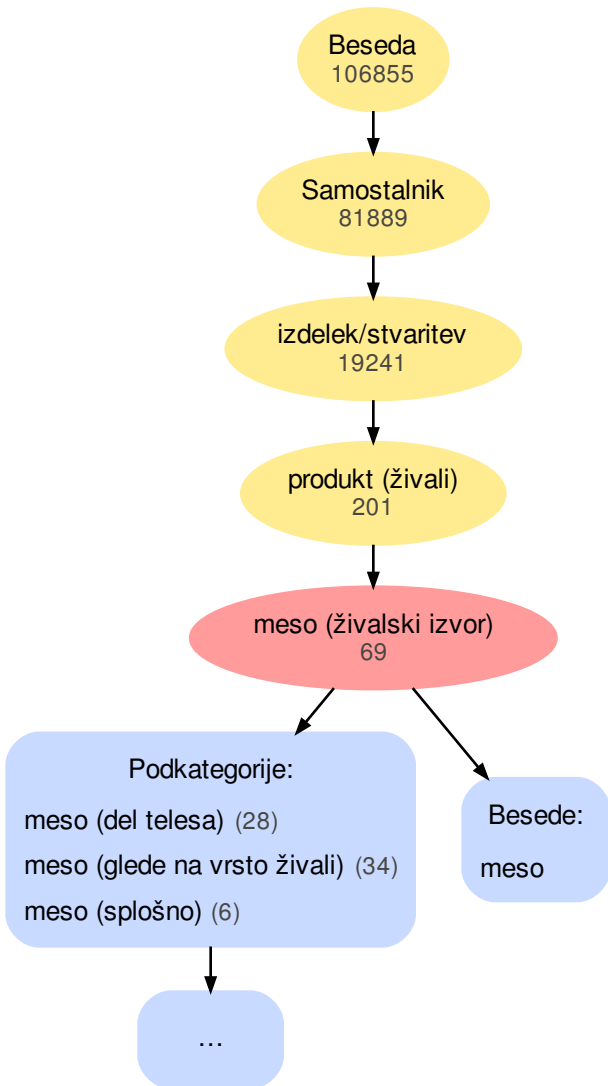 Beseda
106855
Samostalnik
81889
izdelek/stvaritev
19241
produkt (živali)
201
meso (živalski izvor)
69
Podkategorije:
meso (del telesa) (28)
meso (glede na vrsto živali) (34)
meso (splošno) (6)
Besede:
meso
…